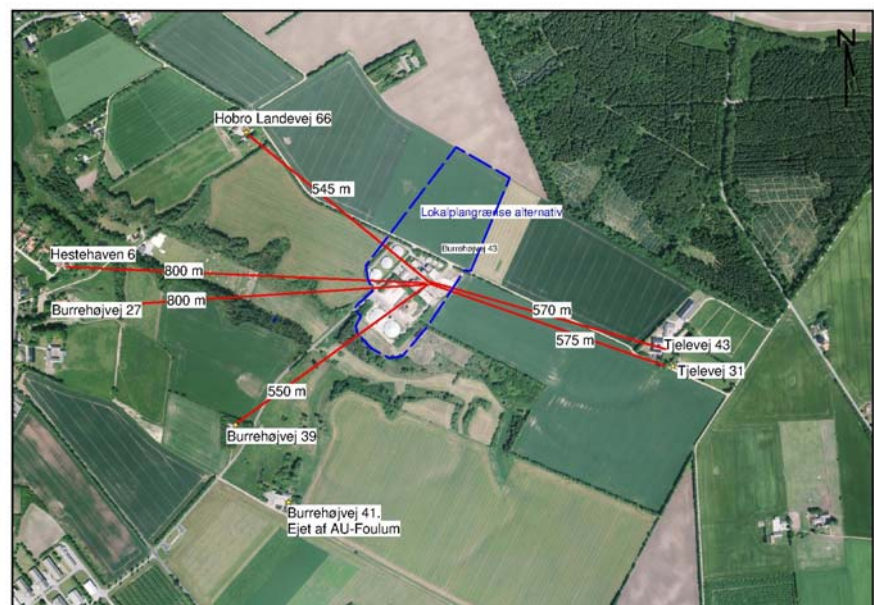 N
Hobro Landevej 66
545 m
Lokalplangrænse alternativ
Burrehøjvej 43
Hestehaven 6
800 m
Burrehøjvej 27
800 m
570 m
575 m
Tjelevej 43
Tjelevej 31
550 m
Burrehøjvej 39
Burrehøjvej 41.
Ejet af AU-Foulum